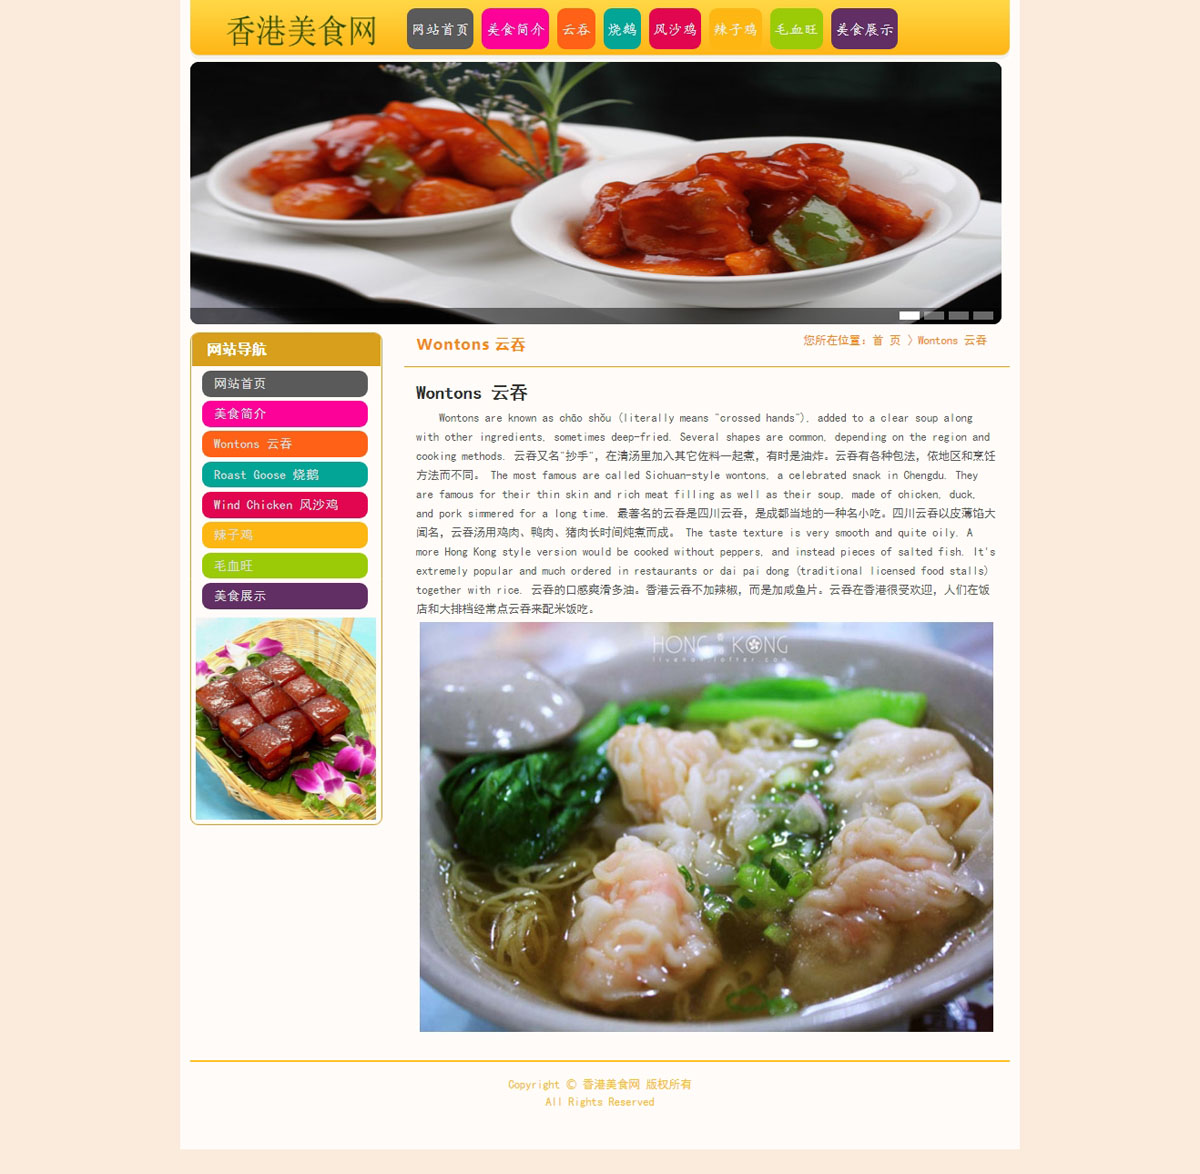 香港美食网
网站首页 美食简介 云吞 烧鹅 风沙鸡 辣子鸡 毛血旺 美食展示
网站导航
网站首页
美食简介
Wontons 云吞
Roast Goose 烧鹅
Wind Chicken 风沙鸡
辣子鸡
毛血旺
美食展示
Wontons 云吞
您所在位置：首 页 》Wontons 云吞
Wontons 云吞
Wontons are known as chāo shǒu (literally means "crossed hands"), added to a clear soup along
with other ingredients, sometimes deep-fried. Several shapes are common, depending on the region and
cooking methods. 云吞又名"抄手"，在清汤里加入其它佐料一起煮，有时是油炸。云吞有各种包法，依地区和烹饪
方法而不同。 The most famous are called Sichuan-style wontons, a celebrated snack in Chengdu. They
are famous for their thin skin and rich meat filling as well as their soup, made of chicken, duck,
and pork simmered for a long time. 最著名的云吞是四川云吞，是成都当地的一种名小吃。四川云吞以皮薄馅大
闻名，云吞汤用鸡肉、鸭肉、猪肉长时间炖煮而成。 The taste texture is very smooth and quite oily. A
more Hong Kong style version would be cooked without peppers, and instead pieces of salted fish. It's
extremely popular and much ordered in restaurants or dai pai dong (traditional licensed food stalls)
together with rice. 云吞的口感爽滑多油。香港云吞不加辣椒，而是加咸鱼片。云吞在香港很受欢迎，人们在饭
店和大排档经常点云吞来配米饭吃。
HONG KONG
Copyright © 香港美食网 版权所有
All Rights Reserved